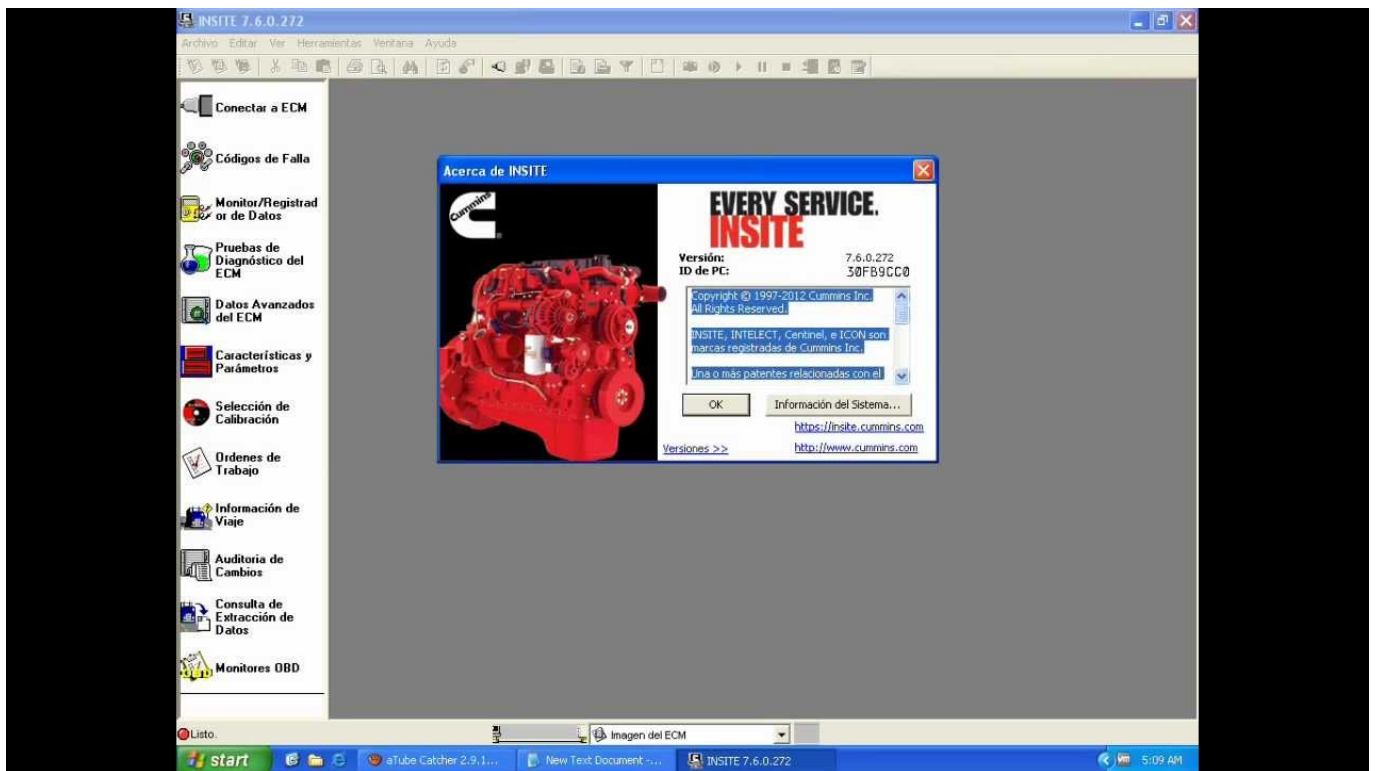 INSITE 7.6.0.272
Archivo Editar Ver Herramientas Ventana Ayuda
Conectar a ECM
Códigos de Falla
Monitor/Registrad
or de Datos
Pruebas de
Diagnóstico del
ECM
Datos Avanzados
del ECM
Características y
Parámetros
Selección de
Calibración
Ordenes de
Trabajo
Información de
Viaje
Auditoria de
Cambios
Consulta de
Extracción de
Datos
Monitores OBD
Acerca de INSITE
Cummins
EVERY SERVICE.
INSITE
Versión: 7.6.0.272
ID de PC: 30FB9CC0
Copyright © 1997-2012 Cummins Inc.
All Rights Reserved.
INSITE, INTELECT, Centinel, e ICON son
marcas registradas de Cummins Inc.
Una o más patentes relacionadas con el
OK Información del Sistema...
https://insite.cummins.com
Versiones >> http://www.cummins.com
Listo. Imagen del ECM
start aTube Catcher 2.9.1... New Text Document -... INSITE 7.6.0.272 5:09 AM